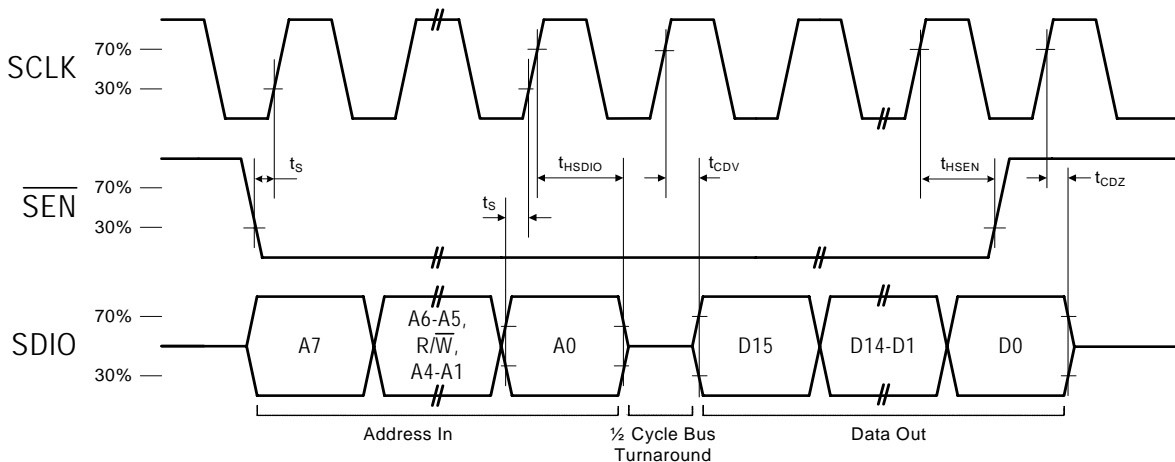 SCLK
70%
30%
SEN
70%
30%
tS
tS
tHSDIO
tCDV
tHSEN
tCDZ
SDIO
70%
30%
A7
A6-A5,
R/W,
A4-A1
A0
D15
D14-D1
D0
Address In
½ Cycle Bus
Turnaround
Data Out